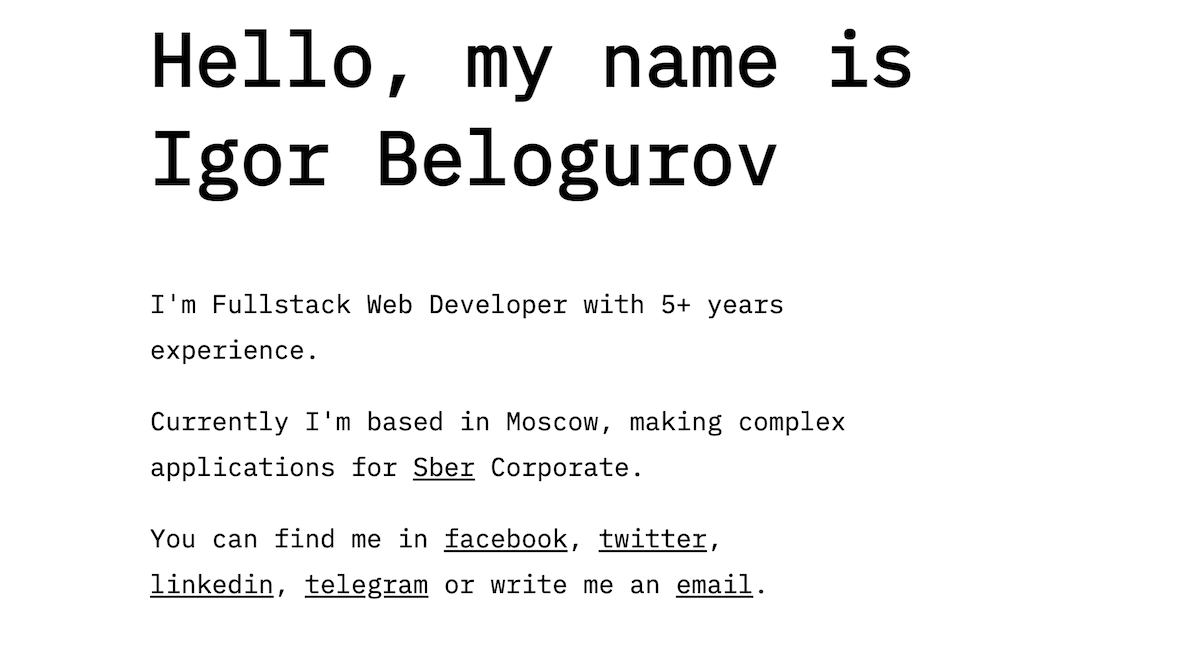 Hello, my name is
Igor Belogurov
I'm Fullstack Web Developer with 5+ years
experience.
Currently I'm based in Moscow, making complex
applications for Sber Corporate.
You can find me in facebook, twitter,
linkedin, telegram or write me an email.